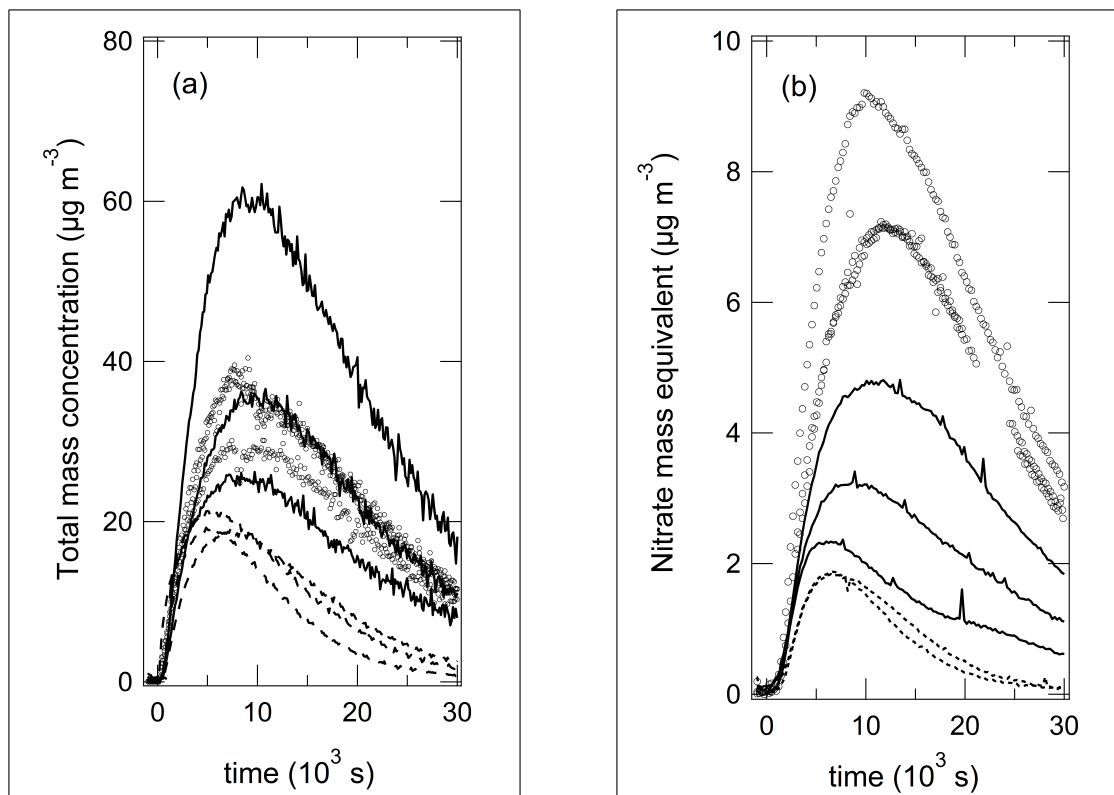 (a)
Total mass concentration (µg m⁻³)
80
60
40
20
0
0 10 20 30
time (10³ s)
(b)
Nitrate mass equivalent (µg m⁻³)
10
8
6
4
2
0
0 10 20 30
time (10³ s)